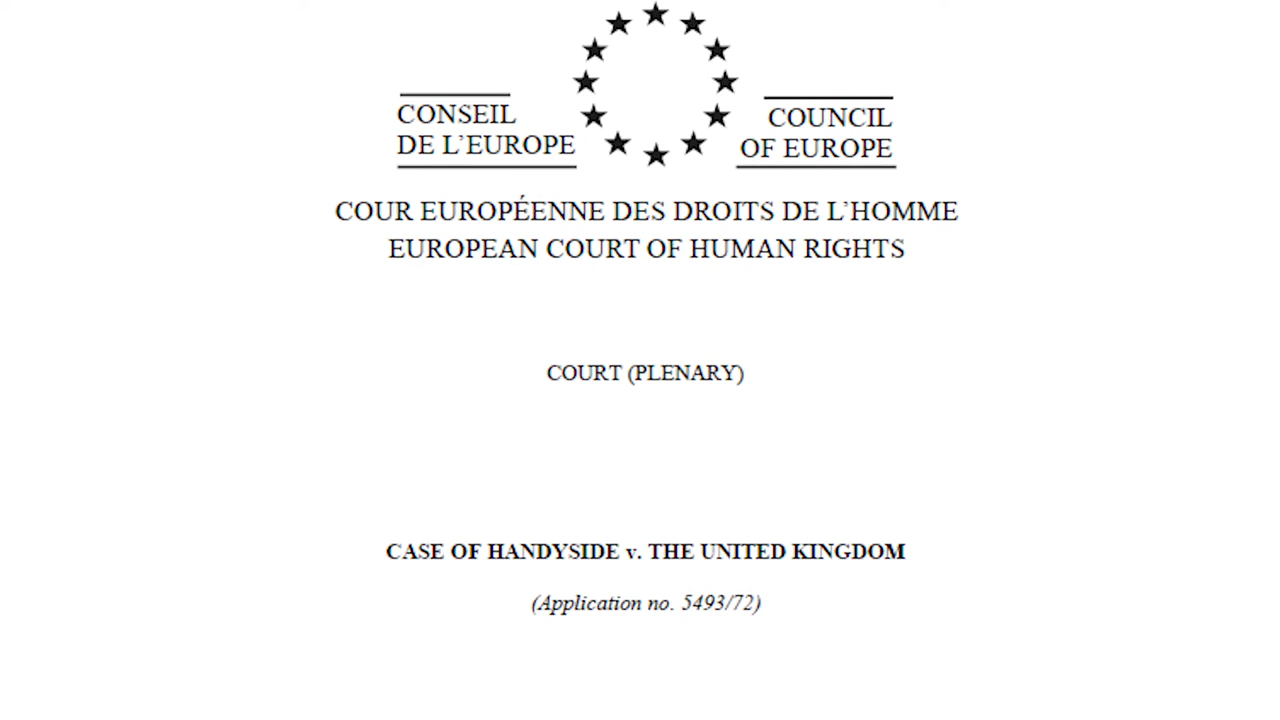 CONSEIL
DE L’EUROPE
COUNCIL
OF EUROPE
COUR EUROPÉENNE DES DROITS DE L’HOMME
EUROPEAN COURT OF HUMAN RIGHTS
COURT (PLENARY)
CASE OF HANDYSIDE v. THE UNITED KINGDOM
(Application no. 5493/72)